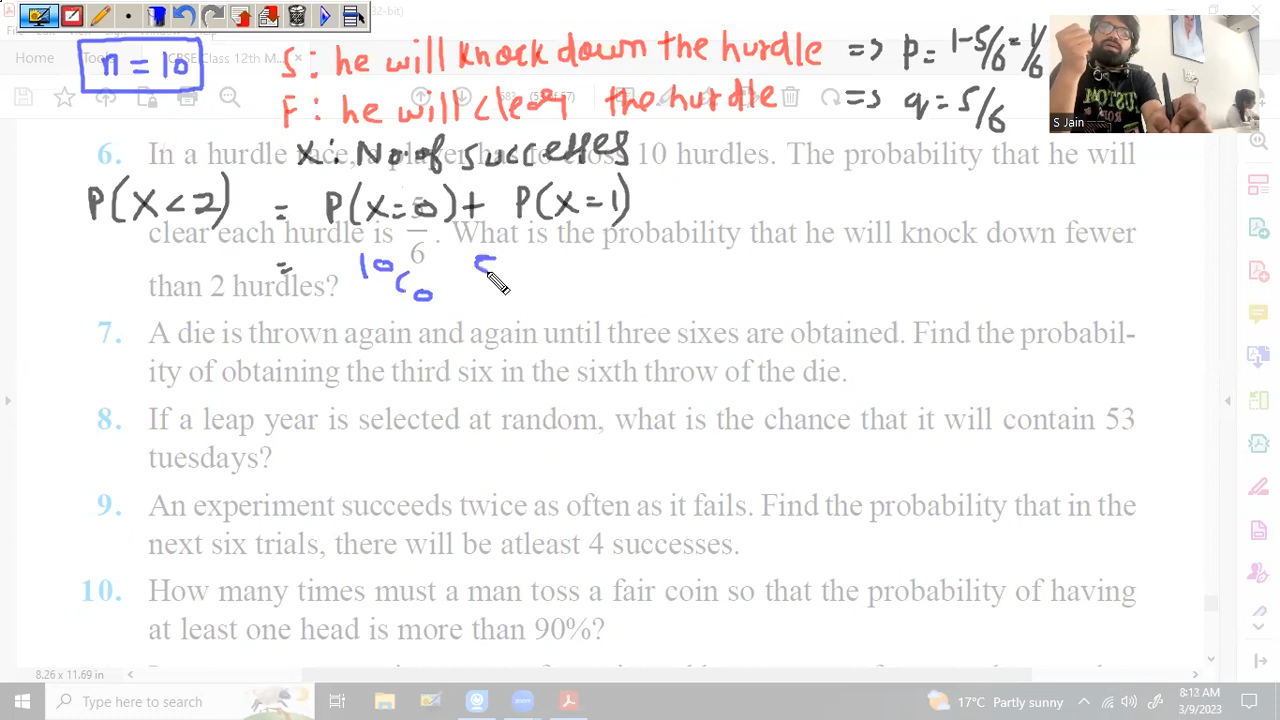 32-bit)
Home Tools CBSE Class 12th M... ×
n = 10
S : he will knock down the hurdle => p = 1-5/6 = 1/6
F : he will clear the hurdle => q = 5/6
S Jain
X : No of successes
6. In a hurdle race, a player has to cross 10 hurdles. The probability that he will
P(X<2) = P(X=0) + P(X=1)
clear each hurdle is 5/6. What is the probability that he will knock down fewer
= 10C0
than 2 hurdles?
7. A die is thrown again and again until three sixes are obtained. Find the probabil-
ity of obtaining the third six in the sixth throw of the die.
8. If a leap year is selected at random, what is the chance that it will contain 53
tuesdays?
9. An experiment succeeds twice as often as it fails. Find the probability that in the
next six trials, there will be atleast 4 successes.
10. How many times must a man toss a fair coin so that the probability of having
at least one head is more than 90%?
8.26 x 11.69 in
Type here to search
17°C Partly sunny
8:13 AM
3/9/2023